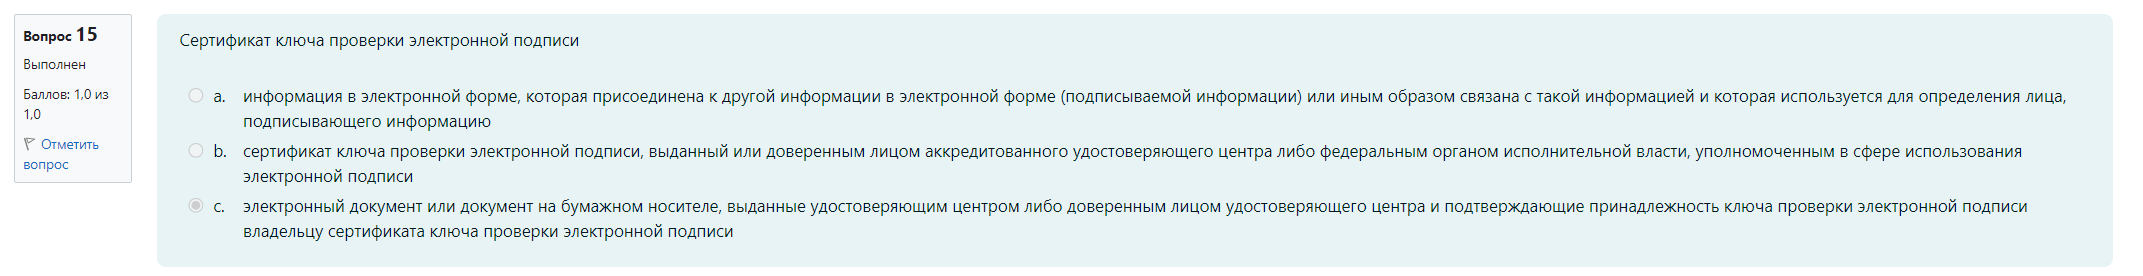 Вопрос 15
Выполнен
Баллов: 1,0 из
1,0
Отметить
вопрос
Сертификат ключа проверки электронной подписи
a. информация в электронной форме, которая присоединена к другой информации в электронной форме (подписываемой информации) или иным образом связана с такой информацией и которая используется для определения лица,
подписывающего информацию
b. сертификат ключа проверки электронной подписи, выданный или доверенным лицом аккредитованного удостоверяющего центра либо федеральным органом исполнительной власти, уполномоченным в сфере использования
электронной подписи
c. электронный документ или документ на бумажном носителе, выданные удостоверяющим центром либо доверенным лицом удостоверяющего центра и подтверждающие принадлежность ключа проверки электронной подписи
владельцу сертификата ключа проверки электронной подписи